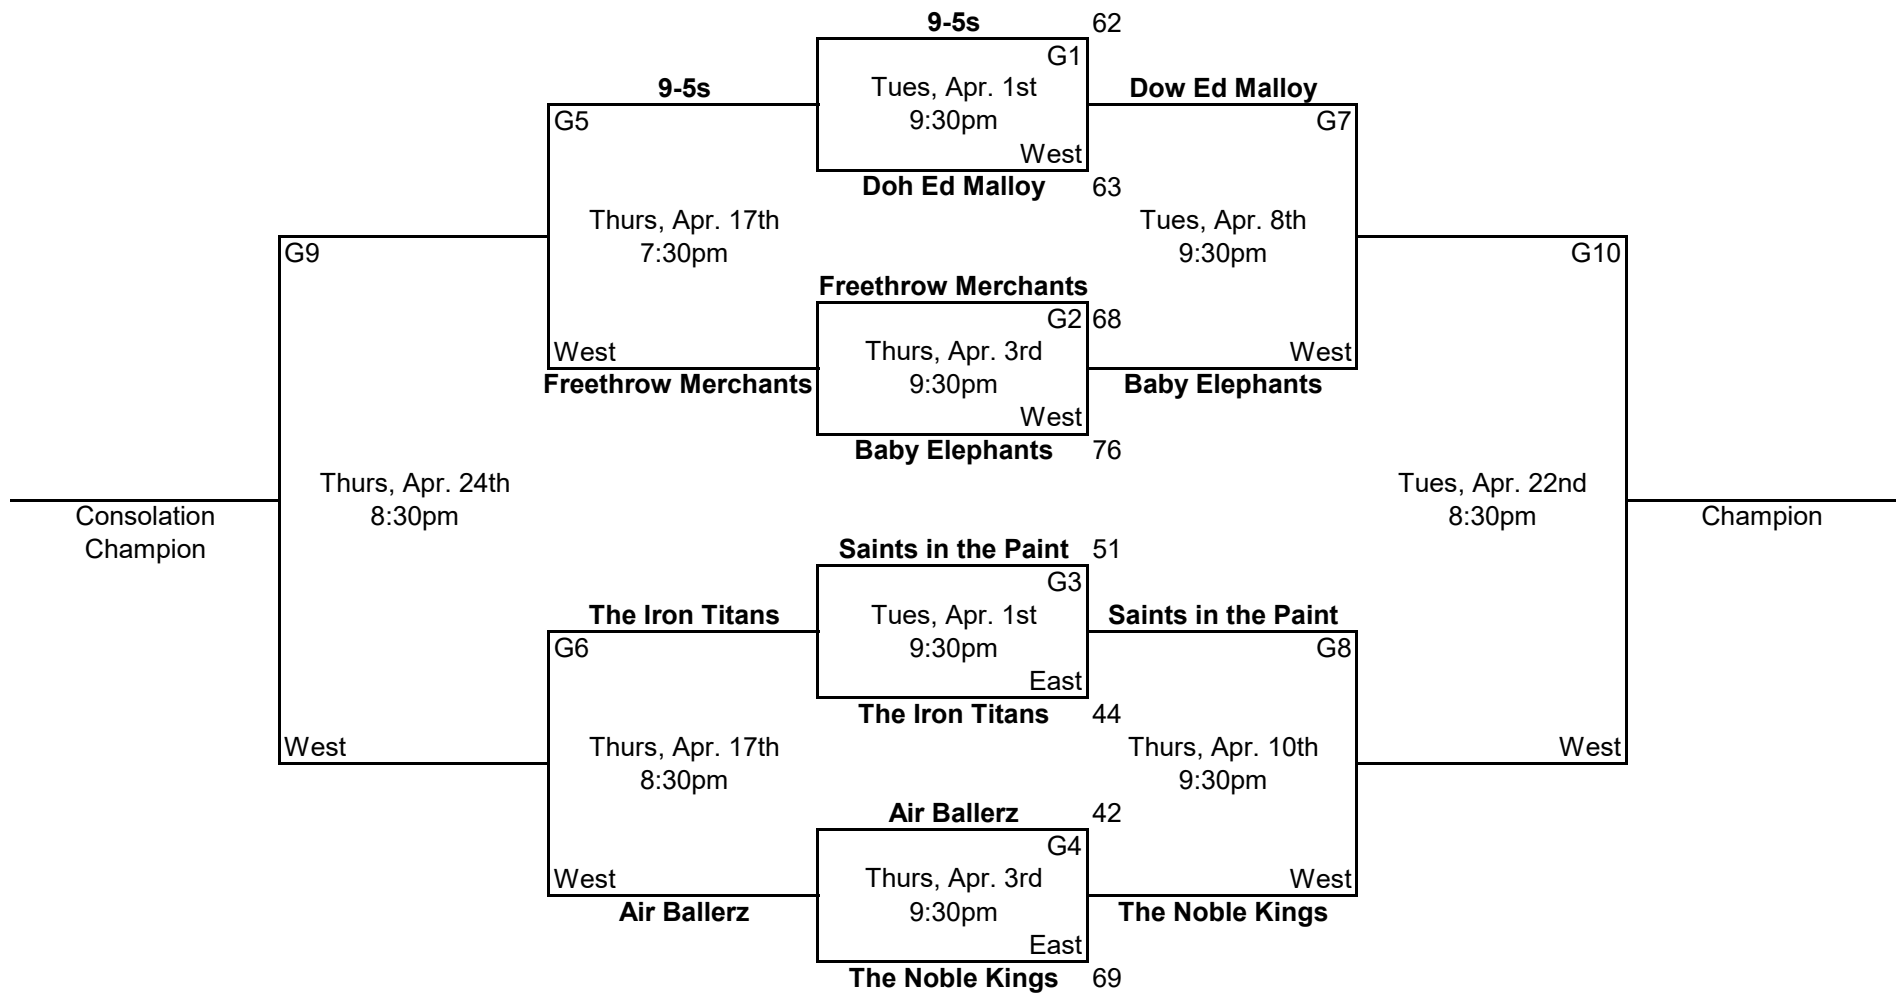 9-5s 62
G1
9-5s
Tues, Apr. 1st
Dow Ed Malloy
G5
9:30pm
G7
West
Doh Ed Malloy 63
Thurs, Apr. 17th
7:30pm
Tues, Apr. 8th
9:30pm
G9
G10
Freethrow Merchants
G2 68
West
Thurs, Apr. 3rd
West
Freethrow Merchants
9:30pm
Baby Elephants
West
Baby Elephants 76
Thurs, Apr. 24th
8:30pm
Tues, Apr. 22nd
8:30pm
Consolation
Champion
Champion
Saints in the Paint 51
G3
The Iron Titans
Tues, Apr. 1st
Saints in the Paint
G6
9:30pm
G8
East
The Iron Titans 44
West
Thurs, Apr. 17th
8:30pm
Thurs, Apr. 10th
9:30pm
West
Air Ballerz 42
G4
West
Thurs, Apr. 3rd
West
Air Ballerz
9:30pm
The Noble Kings
East
The Noble Kings 69